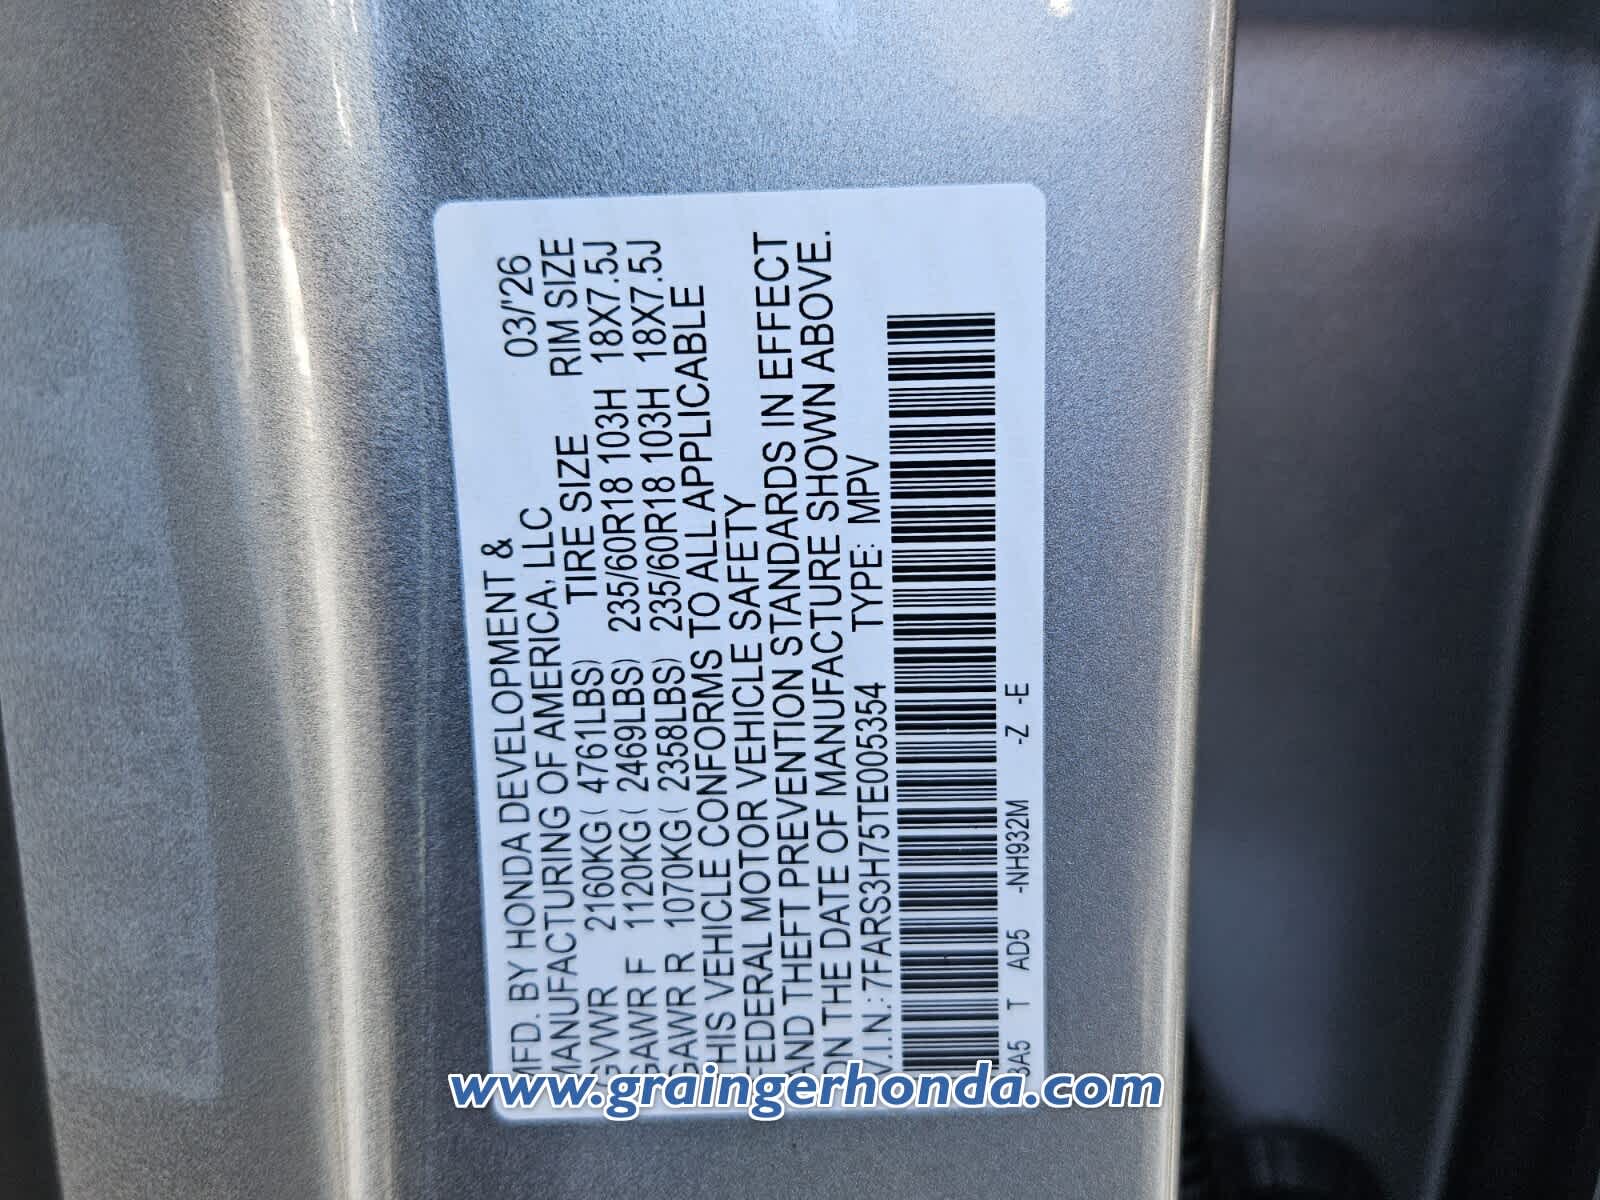 MFD. BY HONDA DEVELOPMENT &
MANUFACTURING OF AMERICA, LLC 03/'26
TIRE SIZE RIM SIZE
GVWR 2160KG( 4761LBS)
GAWR F 1120KG( 2469LBS) 235/60R18 103H 18X7.5J
GAWR R 1070KG( 2358LBS) 235/60R18 103H 18X7.5J
THIS VEHICLE CONFORMS TO ALL APPLICABLE
FEDERAL MOTOR VEHICLE SAFETY
AND THEFT PREVENTION STANDARDS IN EFFECT
ON THE DATE OF MANUFACTURE SHOWN ABOVE.
V.I.N.: 7FARS3H75TE005354 TYPE: MPV
3A5 T AD5 -NH932M -Z -E
www.graingerhonda.com